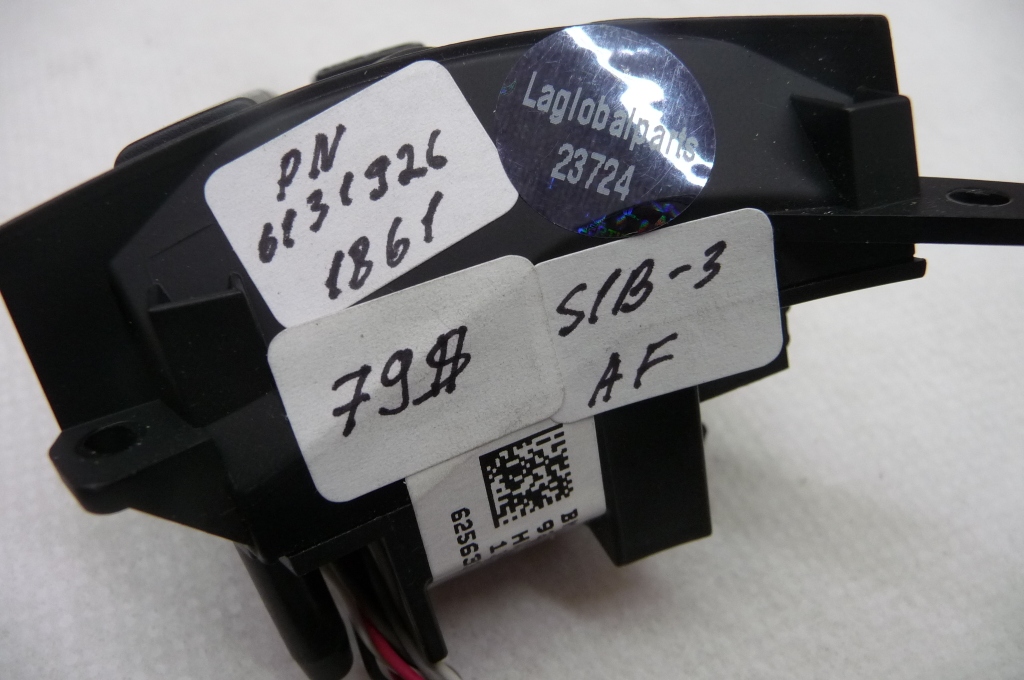 PN
6131926
1861
Laglobalparts
23724
79$
SIB-3
AF